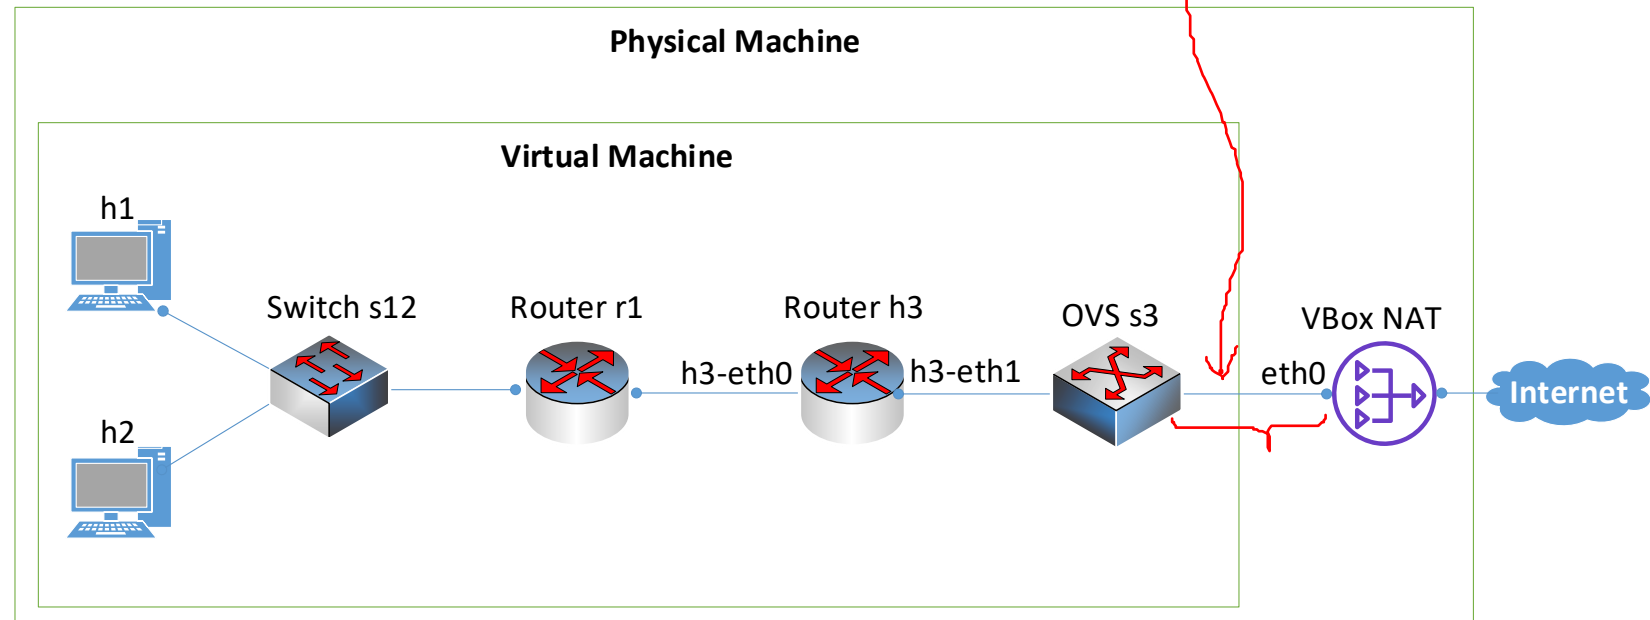 Physical Machine
Virtual Machine
h1
Switch s12
Router r1
Router h3
OVS s3
VBox NAT
h3-eth0
h3-eth1
eth0
Internet
h2